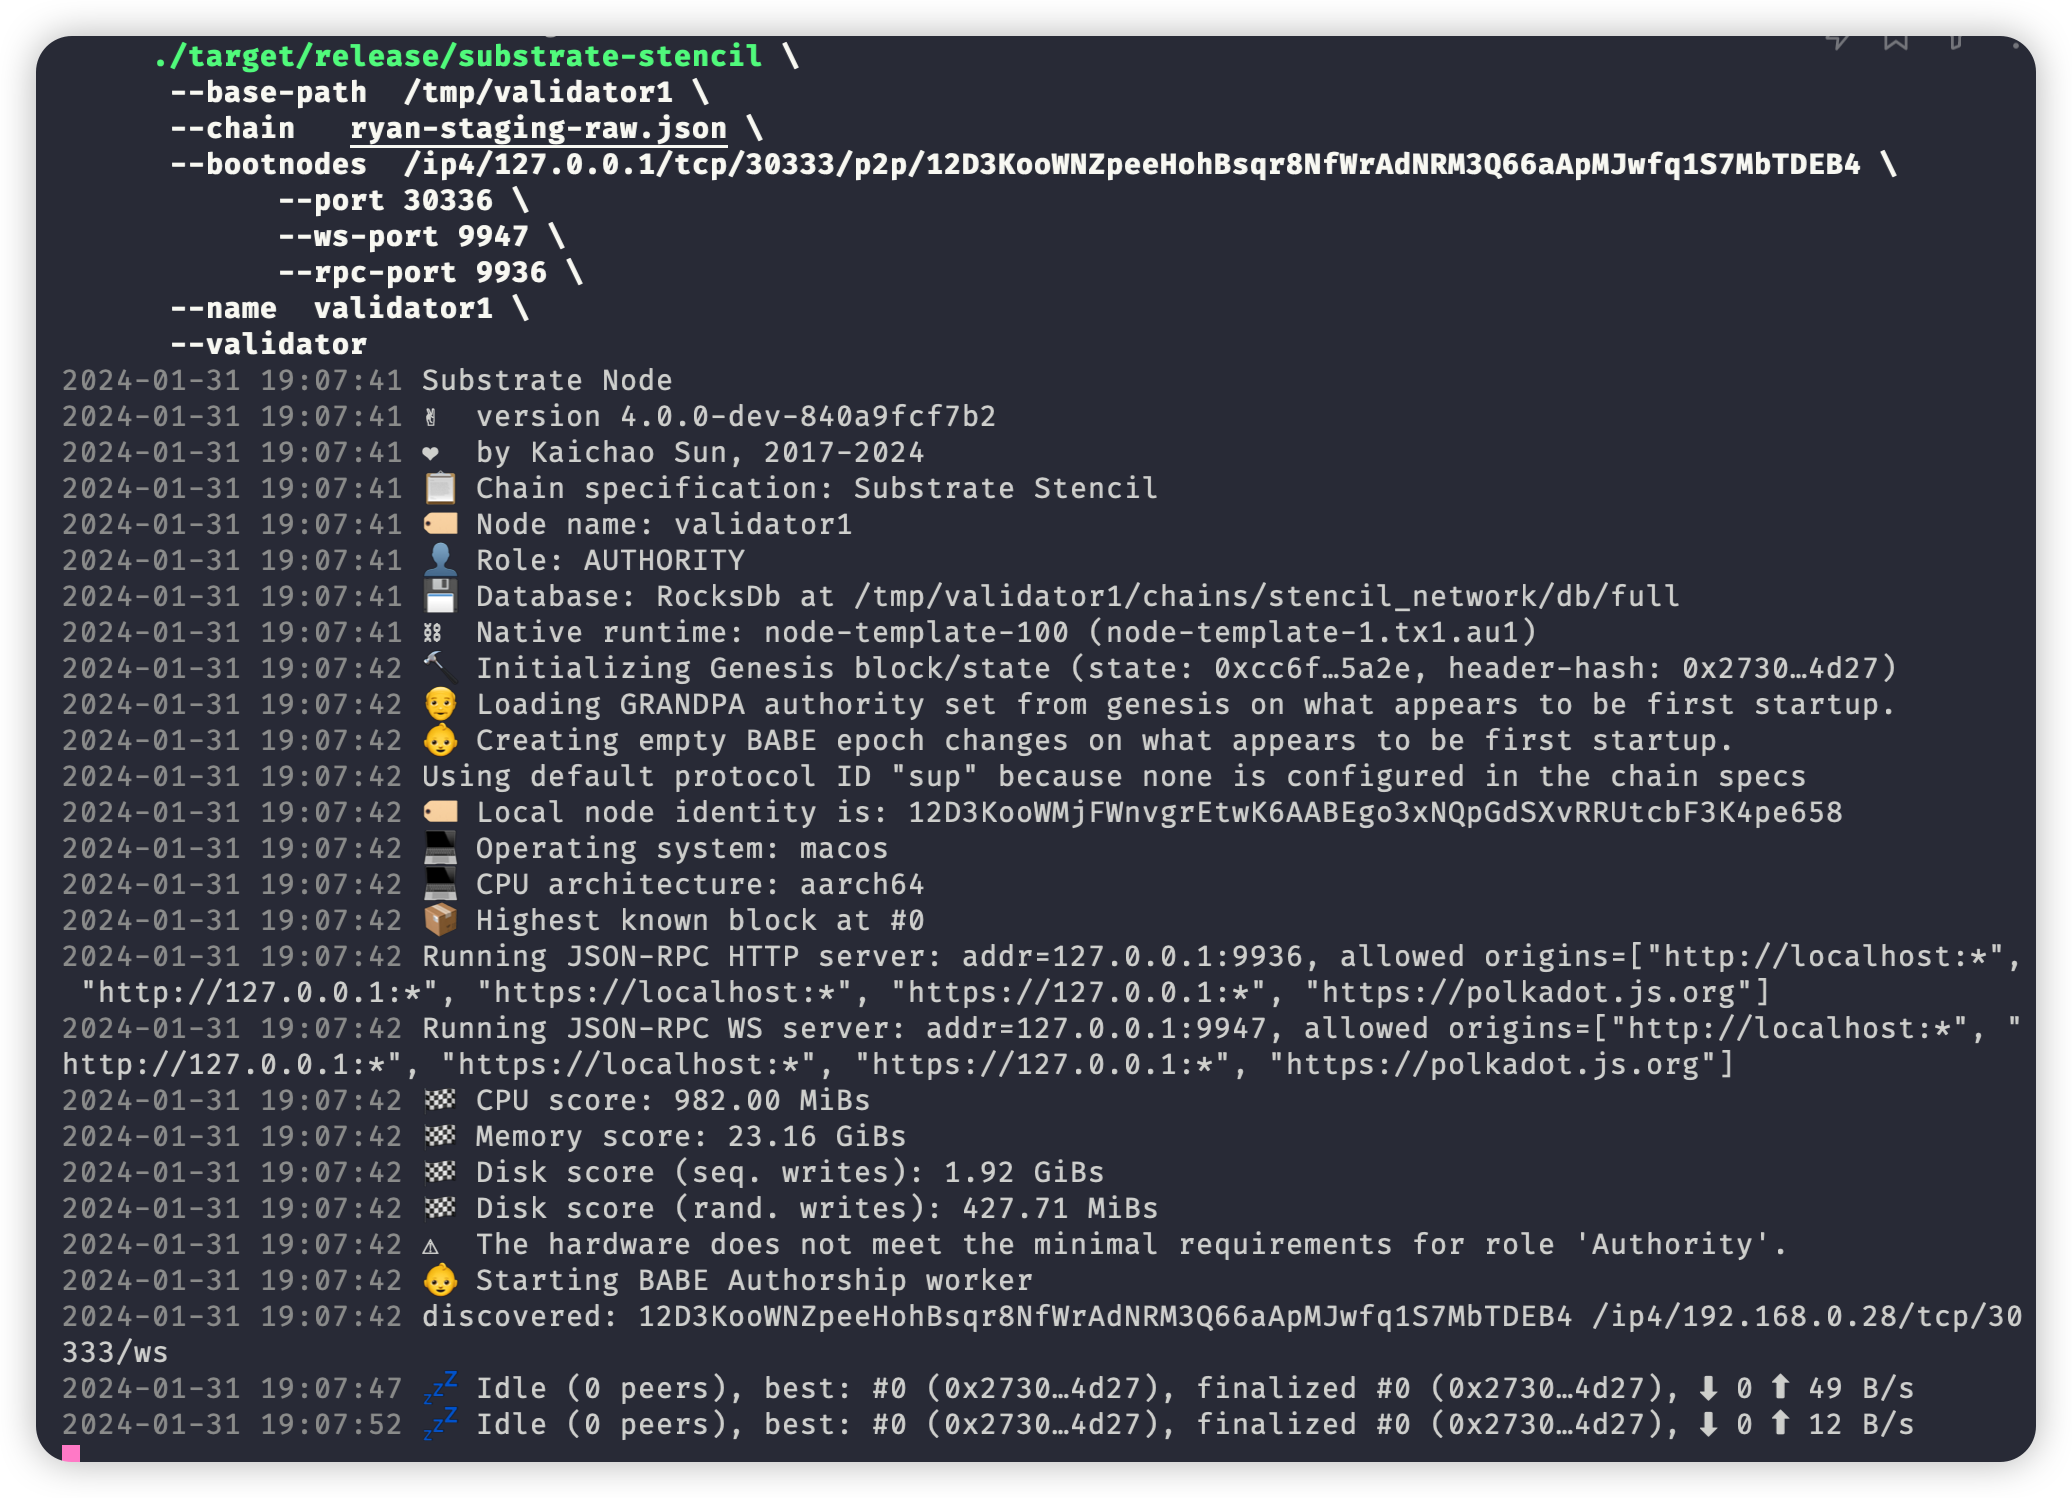 ./target/release/substrate-stencil \
--base-path  /tmp/validator1 \
--chain   ryan-staging-raw.json \
--bootnodes  /ip4/127.0.0.1/tcp/30333/p2p/12D3KooWNZpeeHohBsqr8NfWrAdNRM3Q66aApMJwfq1S7MbTDEB4 \
--port 30336 \
--ws-port 9947 \
--rpc-port 9936 \
--name  validator1 \
--validator
2024-01-31 19:07:41 Substrate Node
2024-01-31 19:07:41 ✌️  version 4.0.0-dev-840a9fcf7b2
2024-01-31 19:07:41 ❤️  by Kaichao Sun, 2017-2024
2024-01-31 19:07:41 📋 Chain specification: Substrate Stencil
2024-01-31 19:07:41 🏷 Node name: validator1
2024-01-31 19:07:41 👤 Role: AUTHORITY
2024-01-31 19:07:41 💾 Database: RocksDb at /tmp/validator1/chains/stencil_network/db/full
2024-01-31 19:07:41 ⛓  Native runtime: node-template-100 (node-template-1.tx1.au1)
2024-01-31 19:07:42 🔨 Initializing Genesis block/state (state: 0xcc6f…5a2e, header-hash: 0x2730…4d27)
2024-01-31 19:07:42 👴 Loading GRANDPA authority set from genesis on what appears to be first startup.
2024-01-31 19:07:42 👶 Creating empty BABE epoch changes on what appears to be first startup.
2024-01-31 19:07:42 Using default protocol ID "sup" because none is configured in the chain specs
2024-01-31 19:07:42 🏷 Local node identity is: 12D3KooWMjFWnvgrEtwK6AABEgo3xNQpGdSXvRRUtcbF3K4pe658
2024-01-31 19:07:42 💻 Operating system: macos
2024-01-31 19:07:42 💻 CPU architecture: aarch64
2024-01-31 19:07:42 📦 Highest known block at #0
2024-01-31 19:07:42 Running JSON-RPC HTTP server: addr=127.0.0.1:9936, allowed origins=["http://localhost:*",
"http://127.0.0.1:*", "https://localhost:*", "https://127.0.0.1:*", "https://polkadot.js.org"]
2024-01-31 19:07:42 Running JSON-RPC WS server: addr=127.0.0.1:9947, allowed origins=["http://localhost:*", "
http://127.0.0.1:*", "https://localhost:*", "https://127.0.0.1:*", "https://polkadot.js.org"]
2024-01-31 19:07:42 🏁 CPU score: 982.00 MiBs
2024-01-31 19:07:42 🏁 Memory score: 23.16 GiBs
2024-01-31 19:07:42 🏁 Disk score (seq. writes): 1.92 GiBs
2024-01-31 19:07:42 🏁 Disk score (rand. writes): 427.71 MiBs
2024-01-31 19:07:42 ⚠️  The hardware does not meet the minimal requirements for role 'Authority'.
2024-01-31 19:07:42 👶 Starting BABE Authorship worker
2024-01-31 19:07:42 discovered: 12D3KooWNZpeeHohBsqr8NfWrAdNRM3Q66aApMJwfq1S7MbTDEB4 /ip4/192.168.0.28/tcp/30
333/ws
2024-01-31 19:07:47 💤 Idle (0 peers), best: #0 (0x2730…4d27), finalized #0 (0x2730…4d27), ⬇ 0 ⬆ 49 B/s
2024-01-31 19:07:52 💤 Idle (0 peers), best: #0 (0x2730…4d27), finalized #0 (0x2730…4d27), ⬇ 0 ⬆ 12 B/s